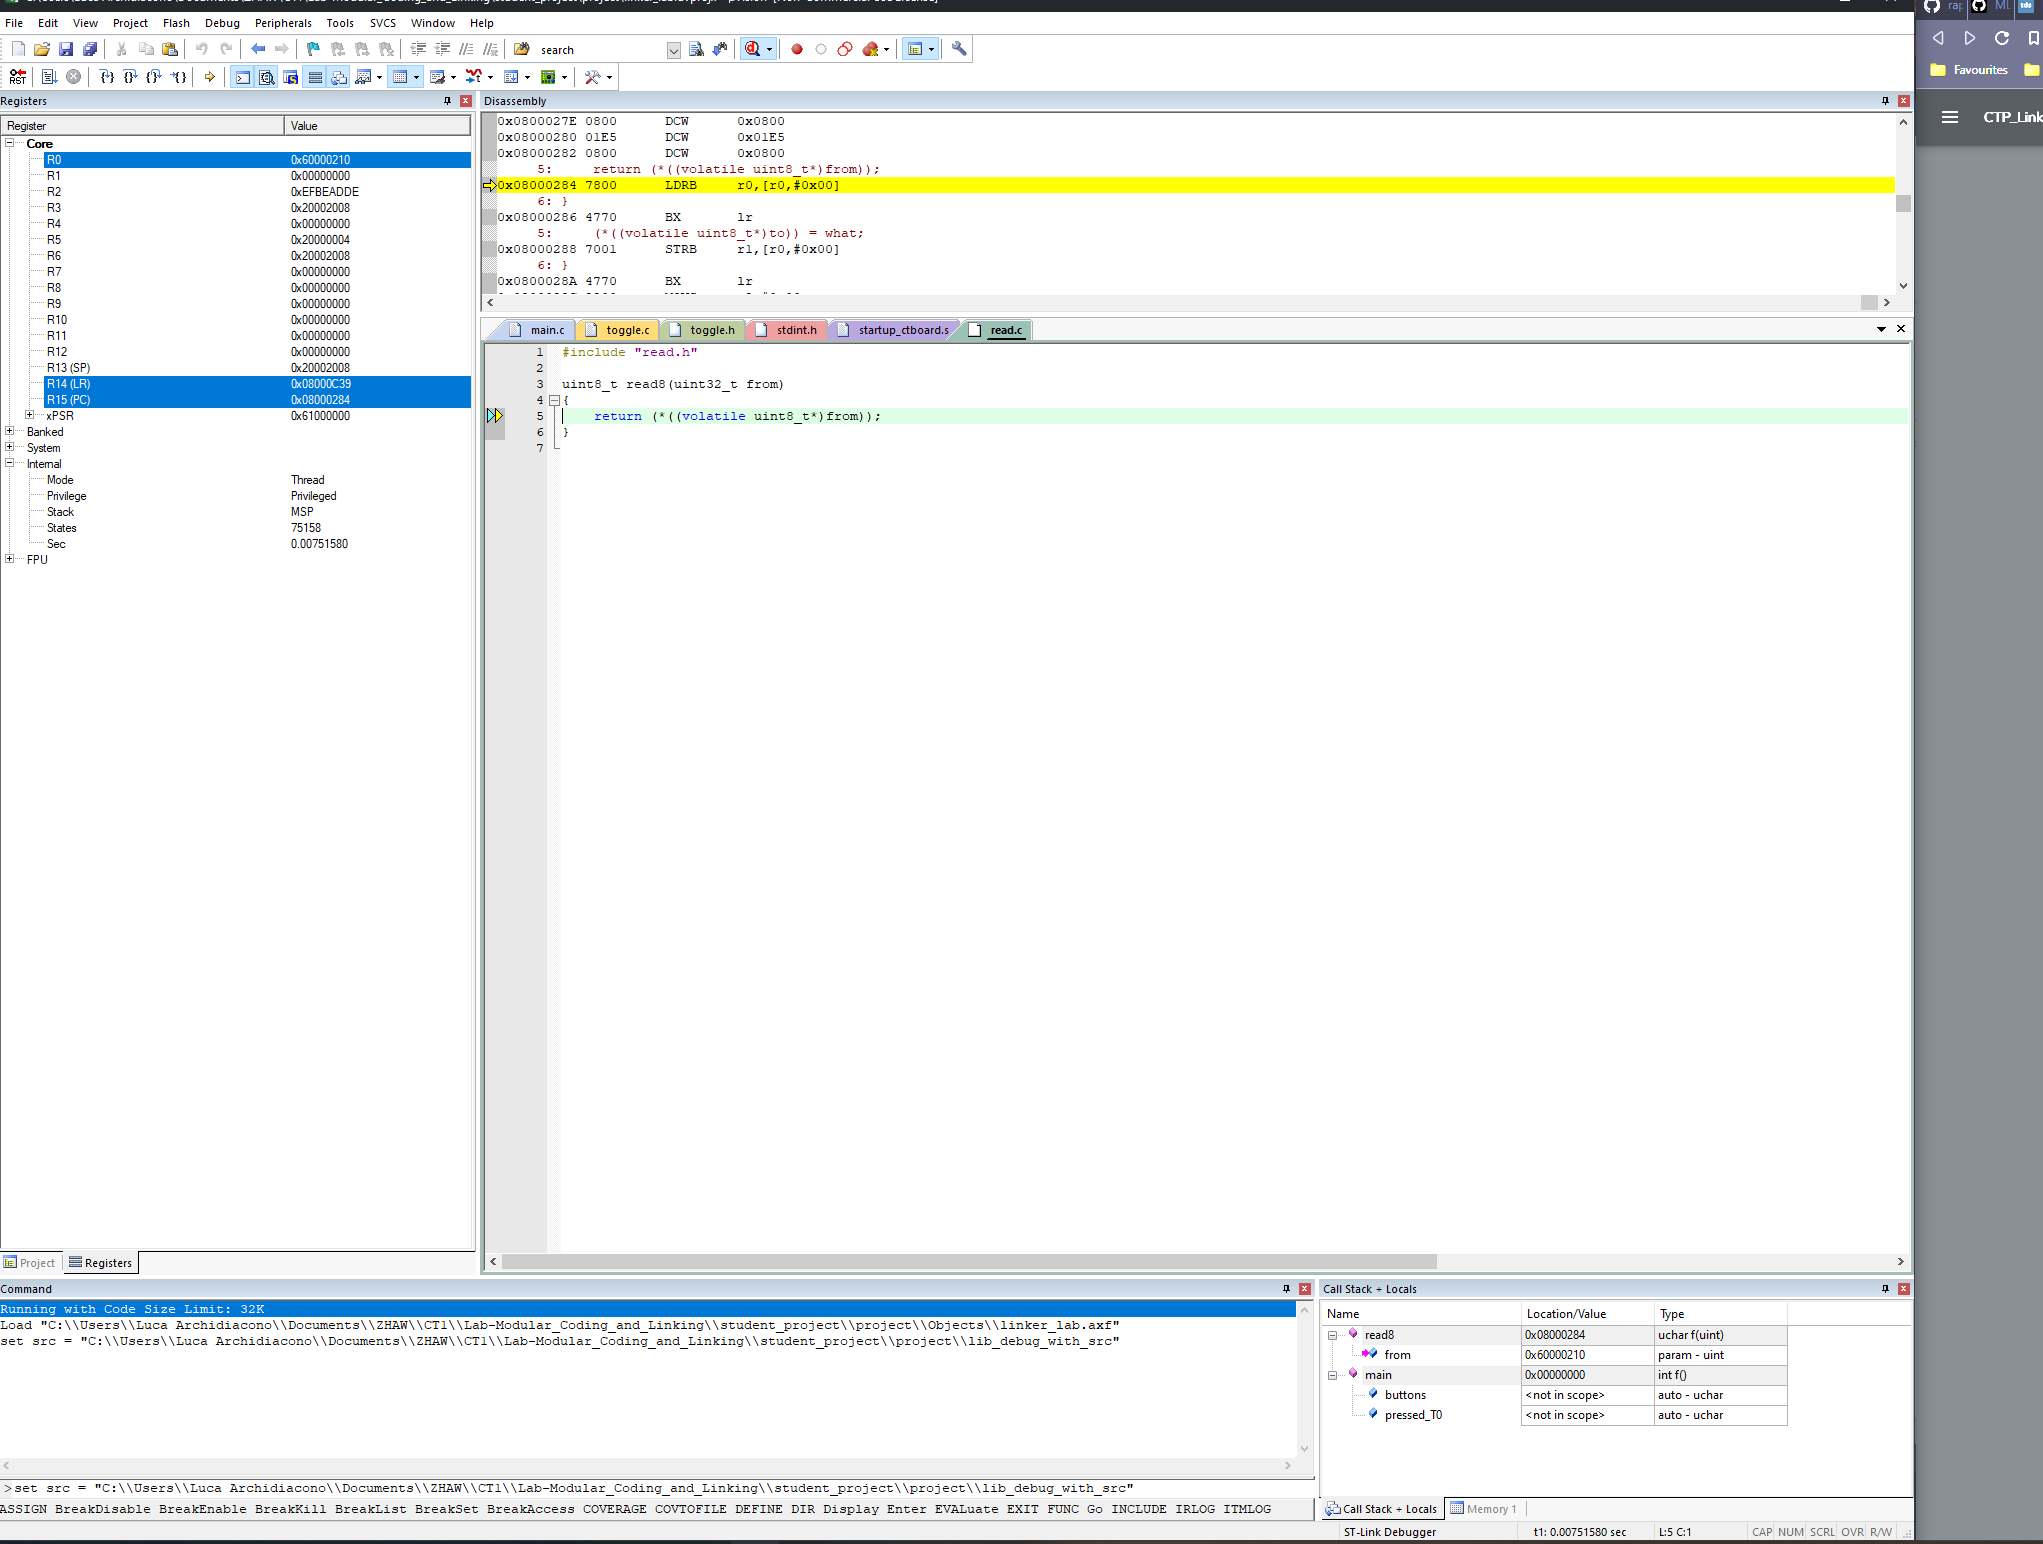 File Edit View Project Flash Debug Peripherals Tools SVCS Window Help
search
Registers
Register Value
Core
R0 0x60000210
R1 0x00000000
R2 0xEFBEADDE
R3 0x20002008
R4 0x00000000
R5 0x20000004
R6 0x20002008
R7 0x00000000
R8 0x00000000
R9 0x00000000
R10 0x00000000
R11 0x00000000
R12 0x00000000
R13 (SP) 0x20002008
R14 (LR) 0x08000C39
R15 (PC) 0x08000284
xPSR 0x61000000
Banked
System
Internal
Mode Thread
Privilege Privileged
Stack MSP
States 75158
Sec 0.00751580
FPU
Project Registers
Disassembly
0x0800027E 0800 DCW 0x0800
0x08000280 01E5 DCW 0x01E5
0x08000282 0800 DCW 0x0800
5: return (*((volatile uint8_t*)from));
0x08000284 7800 LDRB r0,[r0,#0x00]
6: }
0x08000286 4770 BX lr
5: (*((volatile uint8_t*)to)) = what;
0x08000288 7001 STRB r1,[r0,#0x00]
6: }
0x0800028A 4770 BX lr
main.c toggle.c toggle.h stdint.h startup_ctboard.s read.c
1 #include "read.h"
2
3 uint8_t read8(uint32_t from)
4 {
5 return (*((volatile uint8_t*)from));
6 }
7
Command
Running with Code Size Limit: 32K
Load "C:\\Users\\Luca Archidiacono\\Documents\\ZHAW\\CT1\\Lab-Modular_Coding_and_Linking\\student_project\\project\\Objects\\linker_lab.axf"
set src = "C:\\Users\\Luca Archidiacono\\Documents\\ZHAW\\CT1\\Lab-Modular_Coding_and_Linking\\student_project\\project\\lib_debug_with_src"
>set src = "C:\\Users\\Luca Archidiacono\\Documents\\ZHAW\\CT1\\Lab-Modular_Coding_and_Linking\\student_project\\project\\lib_debug_with_src"
ASSIGN BreakDisable BreakEnable BreakKill BreakList BreakSet BreakAccess COVERAGE COVTOFILE DEFINE DIR Display Enter EVALuate EXIT FUNC Go INCLUDE IRLOG ITMLOG
Call Stack + Locals
Name Location/Value Type
read8 0x08000284 uchar f(uint)
from 0x60000210 param - uint
main 0x00000000 int f()
buttons <not in scope> auto - uchar
pressed_T0 <not in scope> auto - uchar
Call Stack + Locals Memory 1
ST-Link Debugger t1: 0.00751580 sec L:5 C:1 CAP NUM SCRL OVR R/W
Favourites
CTP_Link